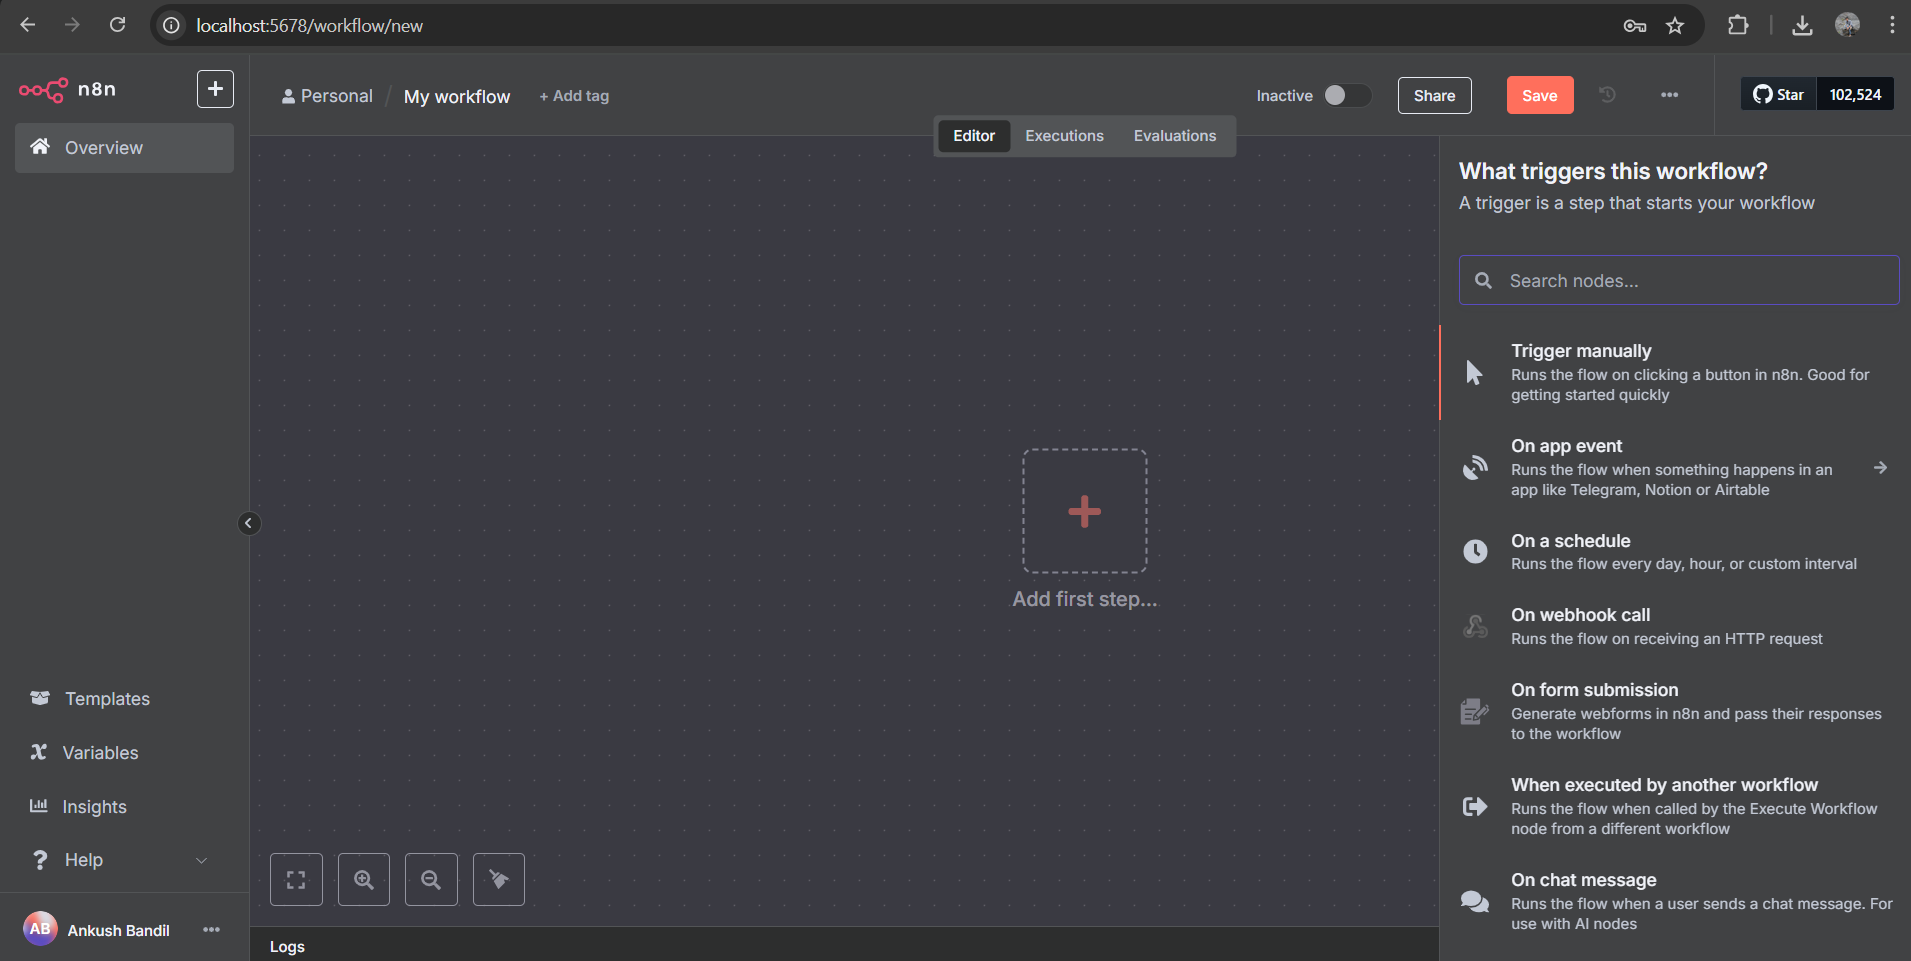 localhost:5678/workflow/new
n8n
Overview
Templates
Variables
Insights
Help
AB
Ankush Bandil
Personal / My workflow + Add tag
Inactive
Share
Save
Star 102,524
Editor Executions Evaluations
Add first step...
Logs
What triggers this workflow?
A trigger is a step that starts your workflow
Search nodes...
Trigger manually
Runs the flow on clicking a button in n8n. Good for
getting started quickly
On app event
Runs the flow when something happens in an
app like Telegram, Notion or Airtable
On a schedule
Runs the flow every day, hour, or custom interval
On webhook call
Runs the flow on receiving an HTTP request
On form submission
Generate webforms in n8n and pass their responses
to the workflow
When executed by another workflow
Runs the flow when called by the Execute Workflow
node from a different workflow
On chat message
Runs the flow when a user sends a chat message. For
use with AI nodes